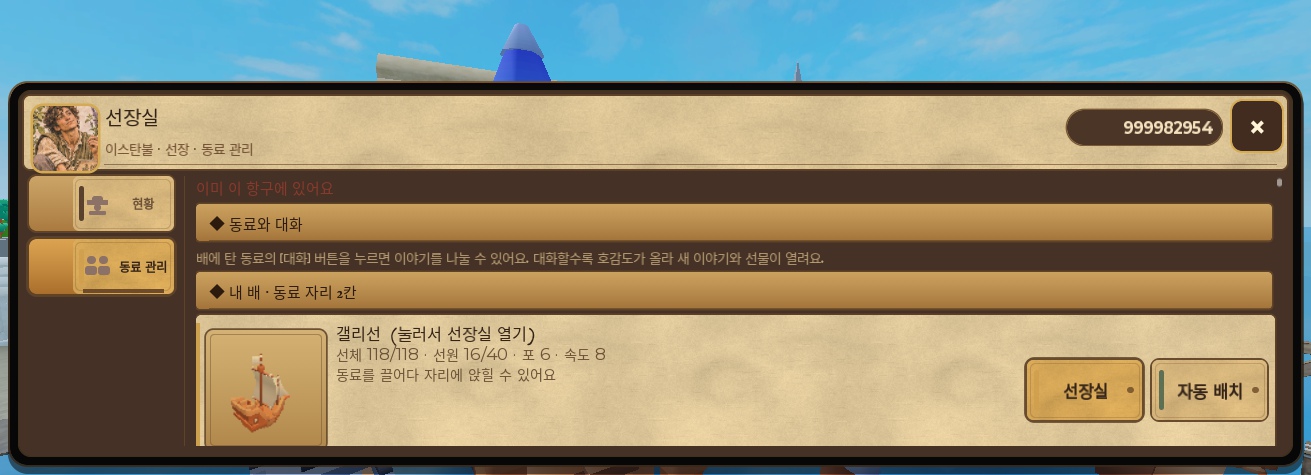 선장실
이스탄불 · 선장 · 동료 관리
999982954
현황
동료 관리
이미 이 항구에 있어요
◆ 동료와 대화
배에 탄 동료의 [대화] 버튼을 누르면 이야기를 나눌 수 있어요. 대화할수록 호감도가 올라 새 이야기와 선물이 열려요.
◆ 내 배 · 동료 자리 2칸
갤리선 (눌러서 선장실 열기)
선체 118/118 · 선원 16/40 · 포 6 · 속도 8
동료를 끌어다 자리에 앉힐 수 있어요
선장실
자동 배치